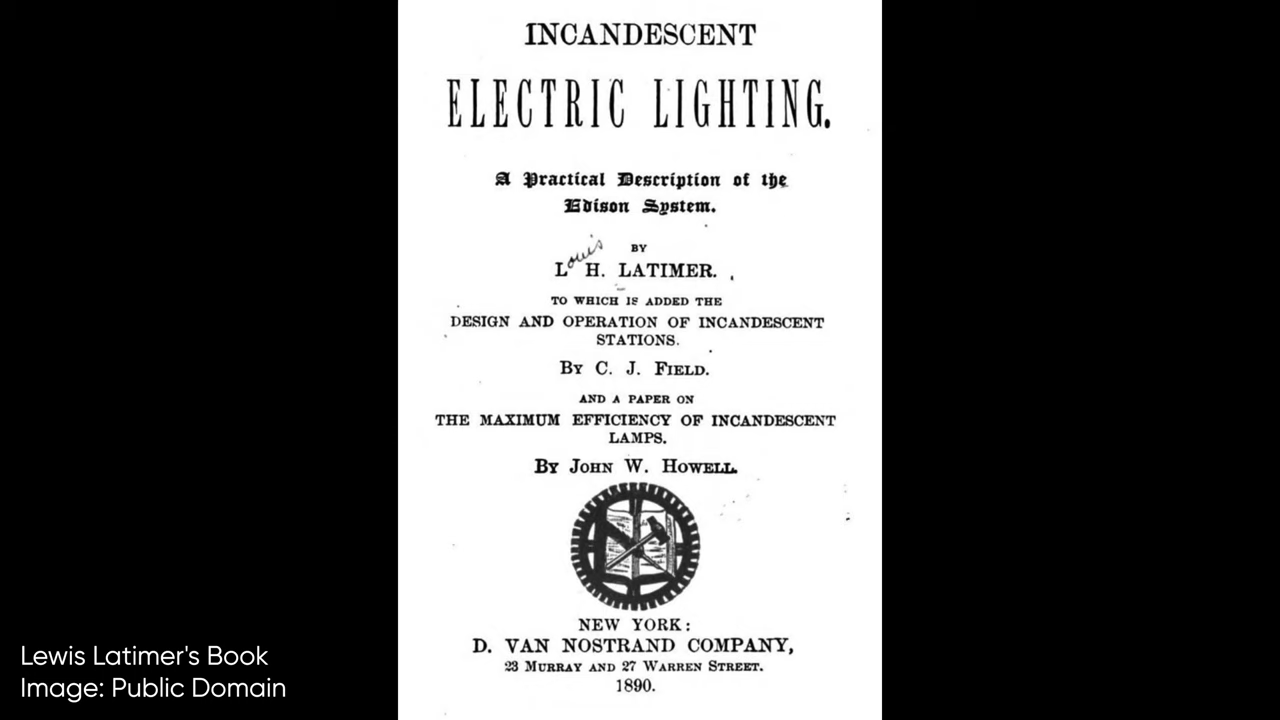 INCANDESCENT
ELECTRIC LIGHTING.
A Practical Description of the
Edison System.
BY
Louis H. LATIMER.
TO WHICH IS ADDED THE
DESIGN AND OPERATION OF INCANDESCENT
STATIONS.
BY C. J. FIELD.
AND A PAPER ON
THE MAXIMUM EFFICIENCY OF INCANDESCENT
LAMPS.
BY JOHN W. HOWELL.
NEW YORK:
D. VAN NOSTRAND COMPANY,
23 MURRAY AND 27 WARREN STREET.
1890.
Lewis Latimer's Book
Image: Public Domain